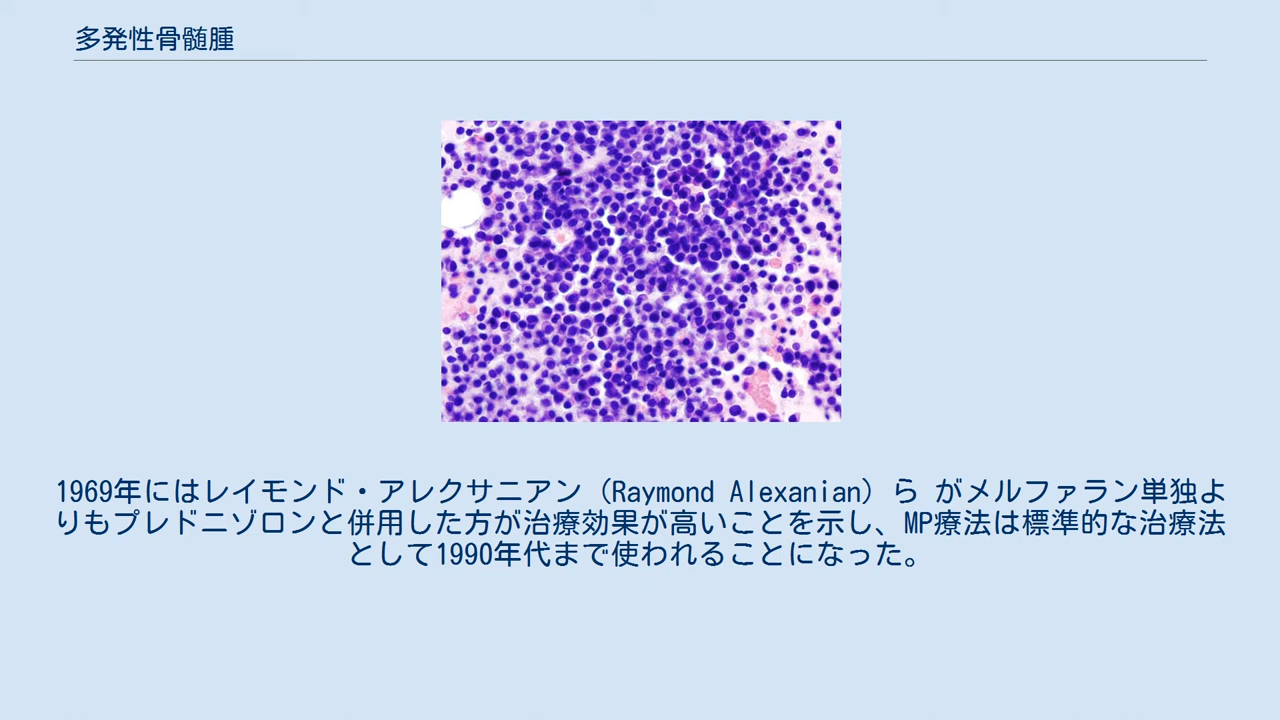 多発性骨髄腫
1969年にはレイモンド・アレクサニアン（Raymond Alexanian）ら がメルファラン単独よ
りもプレドニゾロンと併用した方が治療効果が高いことを示し、MP療法は標準的な治療法
として1990年代まで使われることになった。